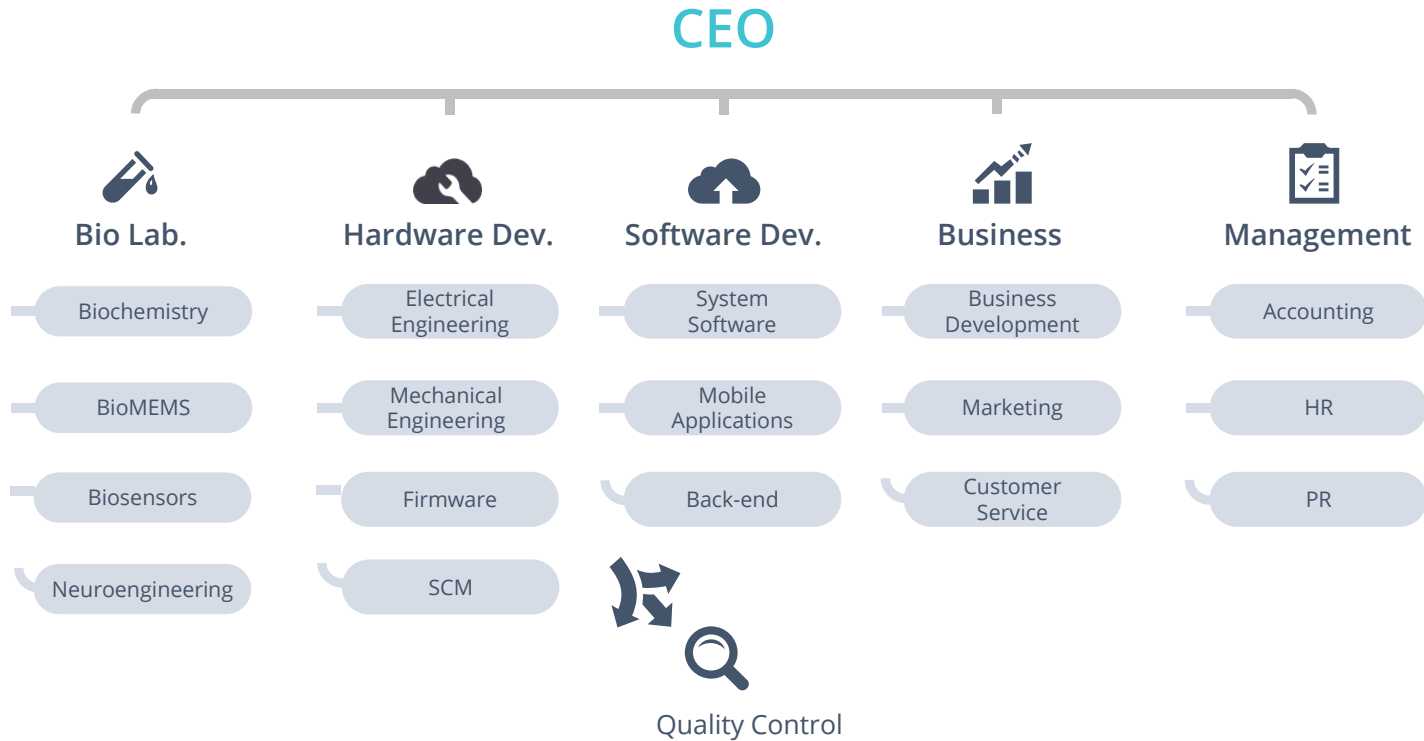 CEO
Bio Lab.
Hardware Dev.
Software Dev.
Business
Management
Biochemistry
BioMEMS
Biosensors
Neuroengineering
Electrical
Engineering
Mechanical
Engineering
Firmware
SCM
System
Software
Mobile
Applications
Back-end
Business
Development
Marketing
Customer
Service
Accounting
HR
PR
Quality Control